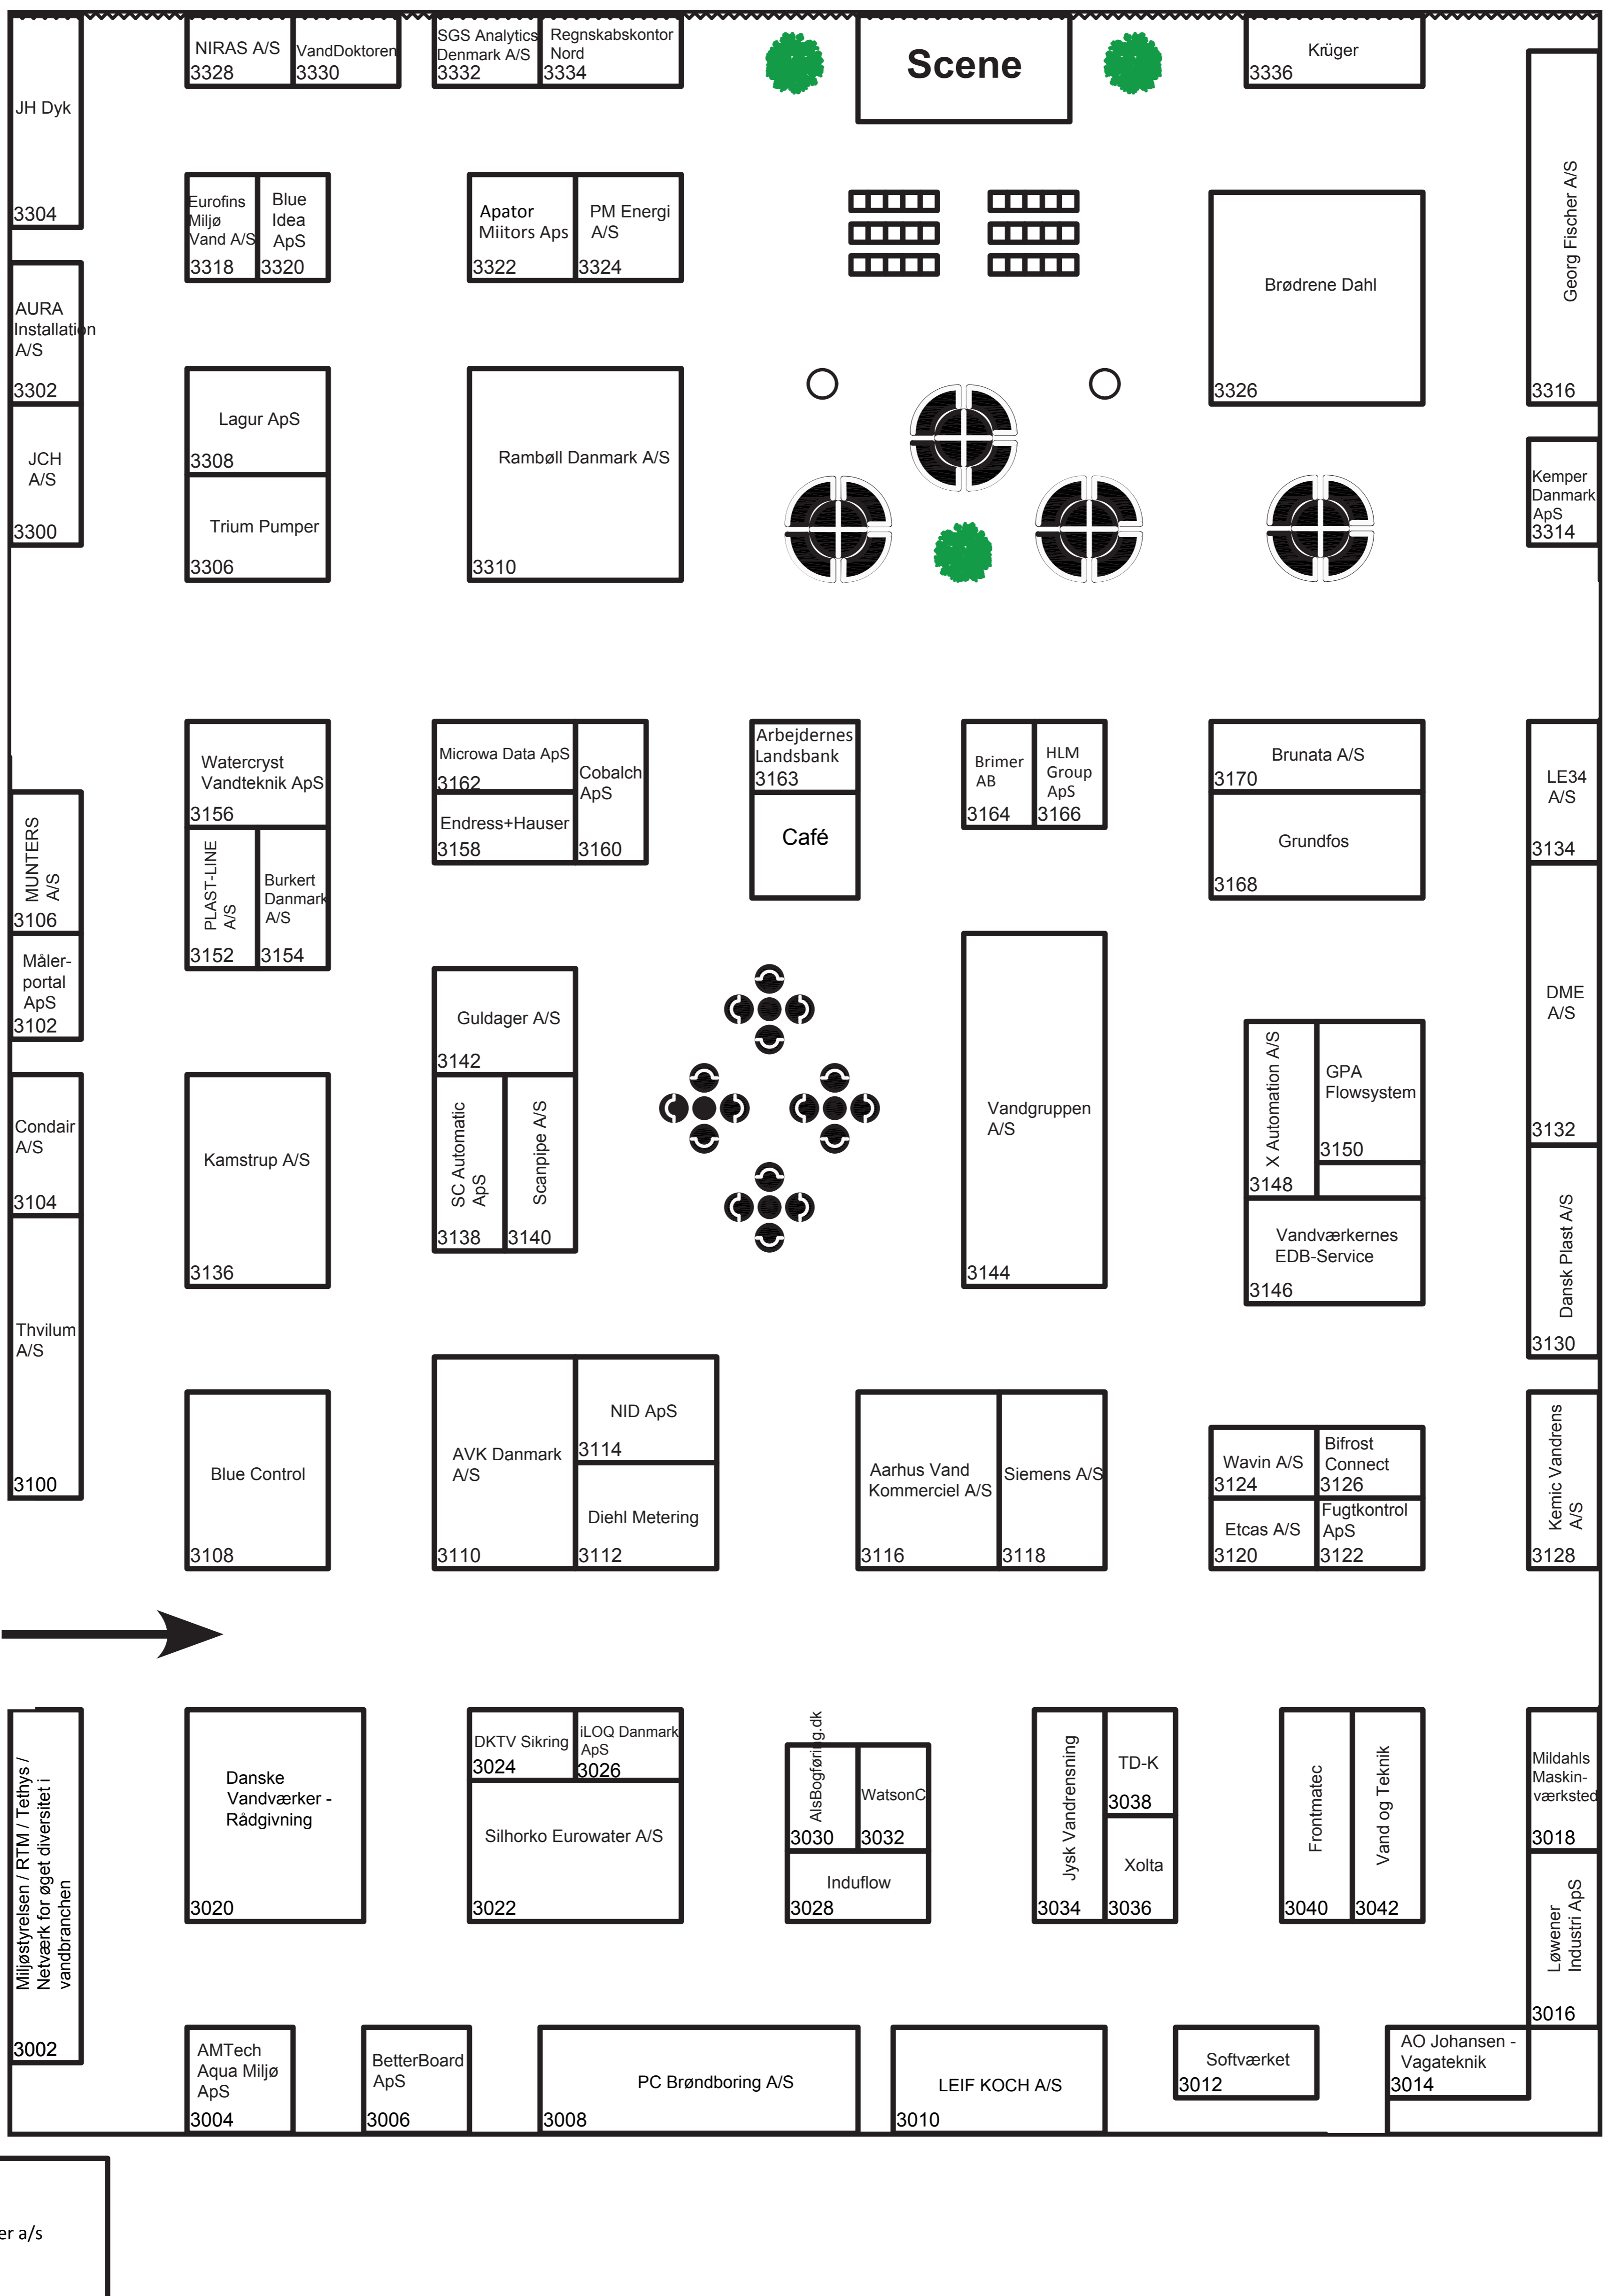 NIRAS A/S
3328
VandDoktoren
3330
SGS Analytics
Denmark A/S
3332
Regnskabskontor
Nord
3334
Scene
Krüger
3336
JH Dyk
3304
Eurofins
Miljø
Vand A/S
3318
Blue
Idea
ApS
3320
Apator
Miitors Aps
3322
PM Energi
A/S
3324
Brødrene Dahl
3326
Georg Fischer A/S
3316
AURA
Installation
A/S
3302
JCH
A/S
3300
Lagur ApS
3308
Trium Pumper
3306
Rambøll Danmark A/S
3310
Kemper
Danmark
ApS
3314
Watercryst
Vandteknik ApS
3156
Microwa Data ApS
3162
Cobalch
ApS
3160
Endress+Hauser
3158
Arbejdernes
Landsbank
3163
Café
Brimer
AB
3164
HLM
Group
ApS
3166
Brunata A/S
3170
Grundfos
3168
LE34
A/S
3134
MUNTERS
A/S
3106
PLAST-LINE
A/S
3152
Burkert
Danmark
A/S
3154
Måler-
portal
ApS
3102
Guldager A/S
3142
DME
A/S
3132
Condair
A/S
3104
Kamstrup A/S
3136
SC Automatic
ApS
3138
Scanpipe A/S
3140
Vandgruppen
A/S
3144
X Automation A/S
3148
GPA
Flowsystem
3150
Vandværkernes
EDB-Service
3146
Dansk Plast A/S
3130
Thvilum
A/S
3100
Blue Control
3108
AVK Danmark
A/S
3110
NID ApS
3114
Diehl Metering
3112
Aarhus Vand
Kommerciel A/S
3116
Siemens A/S
3118
Wavin A/S
3124
Bifrost
Connect
3126
Etcas A/S
3120
Fugtkontrol
ApS
3122
Kemic Vandrens
A/S
3128
Miljøstyrelsen / RTM / Tethys /
Netværk for øget diversitet i
vandbranchen
3002
Danske
Vandværker -
Rådgivning
3020
DKTV Sikring
3024
iLOQ Danmark
ApS
3026
Silhorko Eurowater A/S
3022
AlsBogføring.dk
3030
WatsonC
3032
Induflow
3028
Jysk Vandrensning
3034
TD-K
3038
Xolta
3036
Frontmatec
3040
Vand og Teknik
3042
Mildahls
Maskin-
værksted
3018
Løwener
Industri ApS
3016
AMTech
Aqua Miljø
ApS
3004
BetterBoard
ApS
3006
PC Brøndboring A/S
3008
LEIF KOCH A/S
3010
Softværket
3012
AO Johansen -
Vagateknik
3014
er a/s